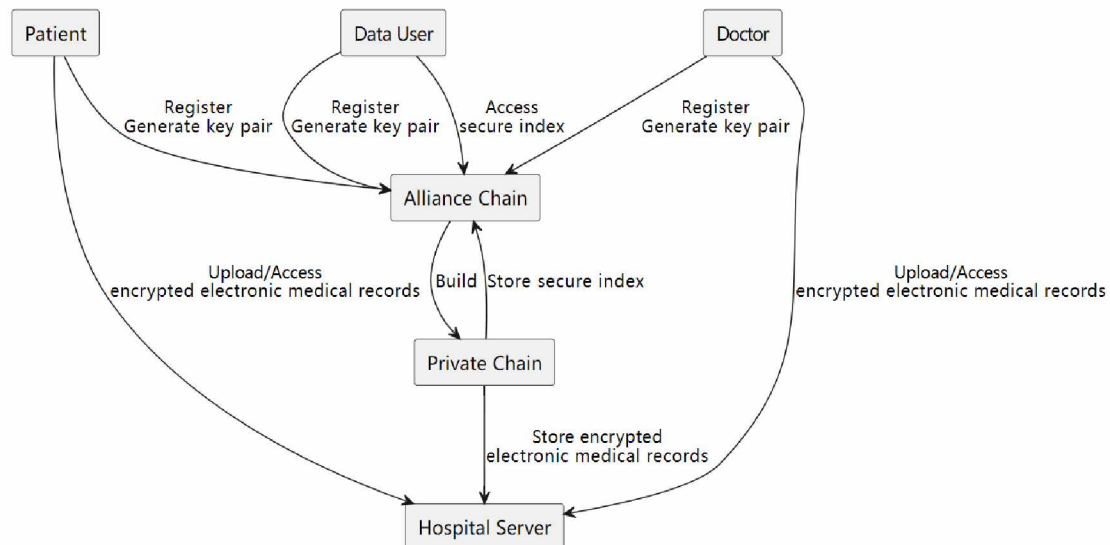 Patient
Data User
Doctor
Register
Generate key pair
Register
Generate key pair
Access
secure index
Register
Generate key pair
Alliance Chain
Upload/Access
encrypted electronic medical records
Build
Store secure index
Upload/Access
encrypted electronic medical records
Private Chain
Store encrypted
electronic medical records
Hospital Server